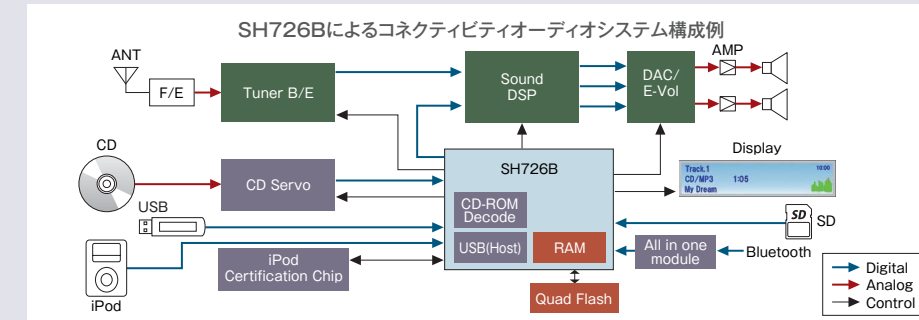 SH726Bによるコネクティビティオーディオシステム構成例
ANT
F/E
Tuner B/E
Sound
DSP
DAC/
E-Vol
AMP
CD
CD Servo
SH726B
CD-ROM
Decode
USB(Host)
RAM
Display
Track.1
10:00
CD/MP3
1:05
My Dream
USB
SD
SD
iPod
iPod
Certification Chip
All in one
module
Bluetooth
Quad Flash
Digital
Analog
Control